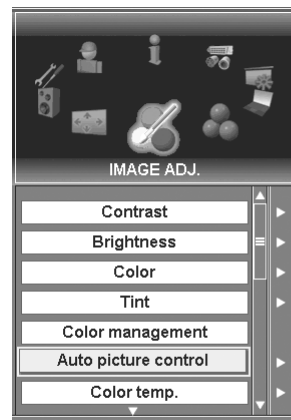 IMAGE ADJ.
Contrast
Brightness
Color
Tint
Color management
Auto picture control
Color temp.